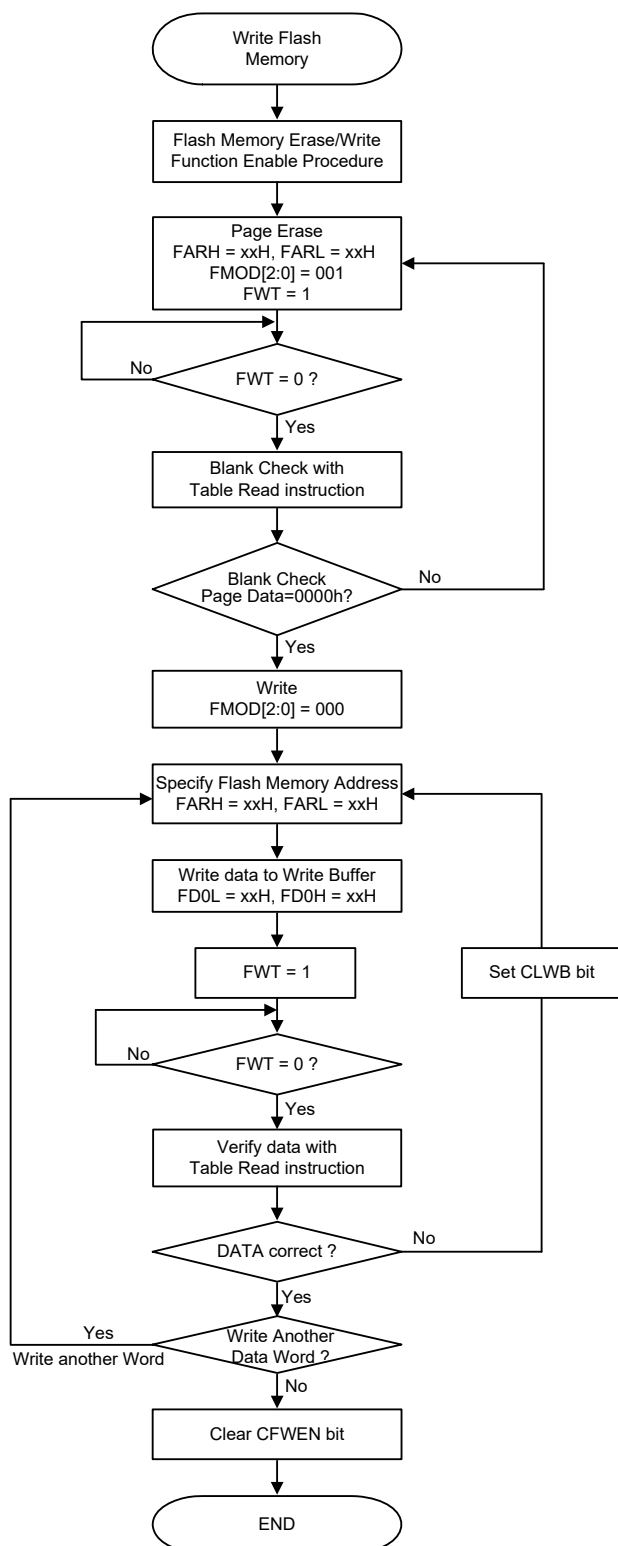 Write Flash
Memory
Flash Memory Erase/Write
Function Enable Procedure
Page Erase
FARH = xxH, FARL = xxH
FMOD[2:0] = 001
FWT = 1
No
FWT = 0 ?
Yes
Blank Check with
Table Read instruction
No
Blank Check
Page Data=0000h?
Yes
Write
FMOD[2:0] = 000
Specify Flash Memory Address
FARH = xxH, FARL = xxH
Write data to Write Buffer
FD0L = xxH, FD0H = xxH
FWT = 1
Set CLWB bit
No
FWT = 0 ?
Yes
Verify data with
Table Read instruction
No
DATA correct ?
Yes
Yes
Write another Word
Write Another
Data Word ?
No
Clear CFWEN bit
END